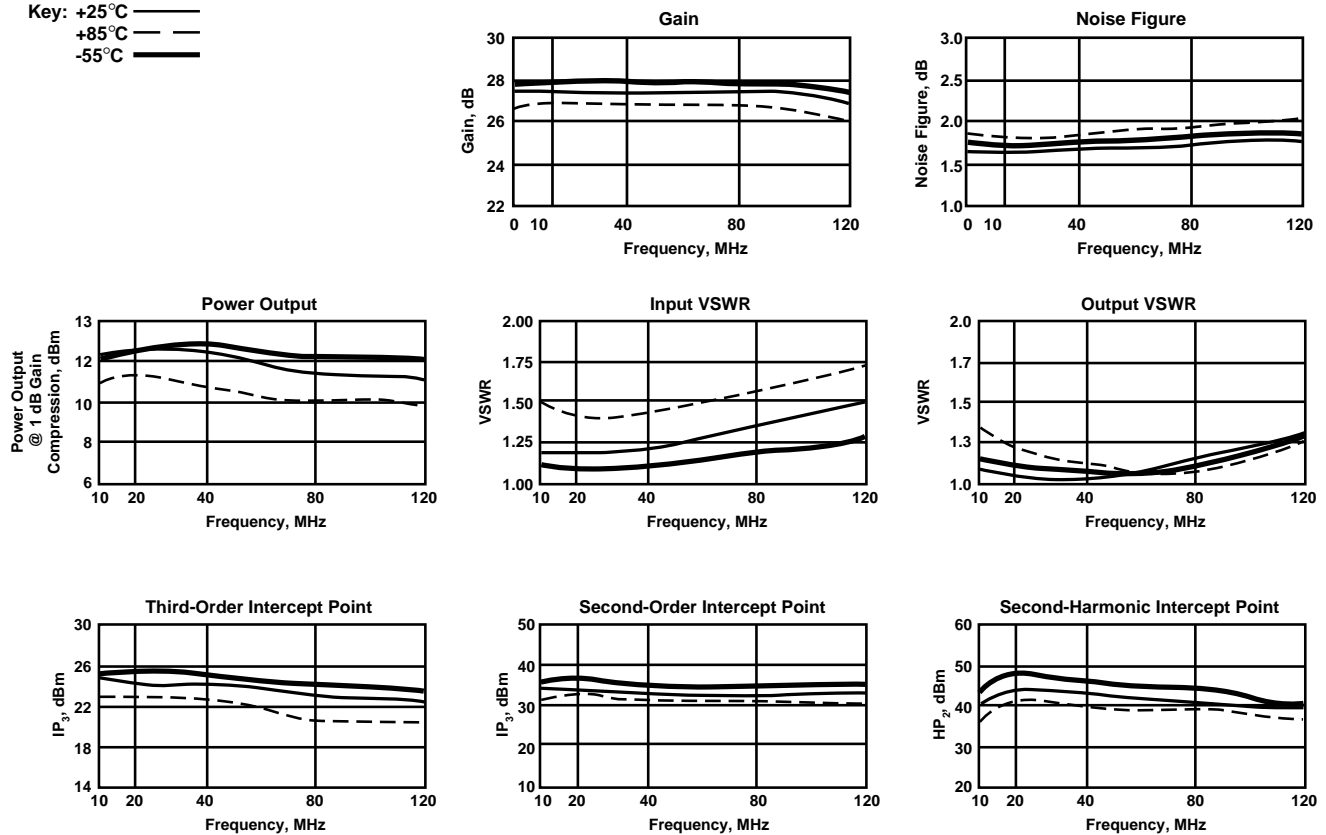 Key: +25°C
+85°C
-55°C
Gain
Gain, dB
30
28
26
24
22
0 10 40 80 120
Frequency, MHz
Noise Figure
Noise Figure, dB
3.0
2.5
2.0
1.5
1.0
0 10 40 80 120
Frequency, MHz
Power Output
Power Output
@ 1 dB Gain
Compression, dBm
13
12
10
8
6
10 20 40 80 120
Frequency, MHz
Input VSWR
VSWR
2.00
1.75
1.50
1.25
1.00
10 20 40 80 120
Frequency, MHz
Output VSWR
VSWR
2.0
1.7
1.5
1.3
1.0
10 20 40 80 120
Frequency, MHz
Third-Order Intercept Point
IP3, dBm
30
26
22
18
14
10 20 40 80 120
Frequency, MHz
Second-Order Intercept Point
IP3, dBm
50
40
30
20
10
10 20 40 80 120
Frequency, MHz
Second-Harmonic Intercept Point
HP2, dBm
60
50
40
30
20
10 20 40 80 120
Frequency, MHz